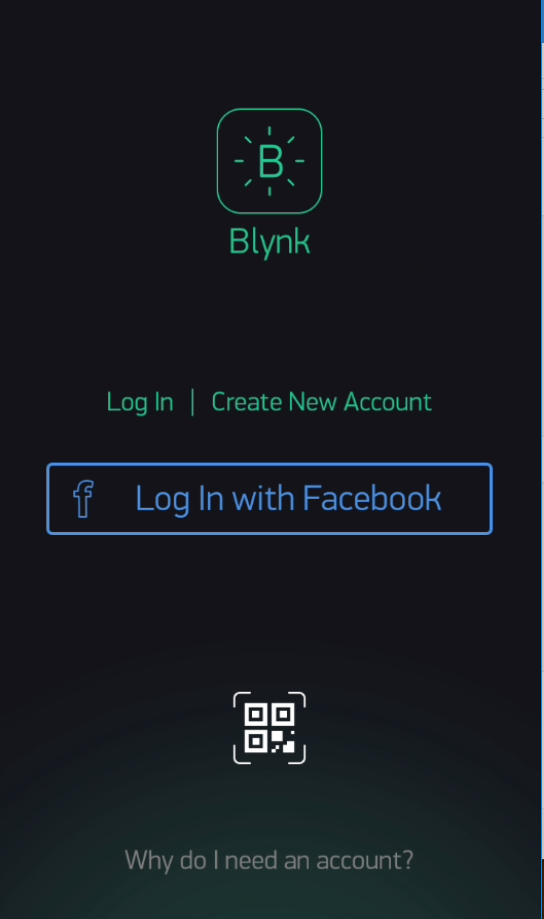 B
Blynk
Log In | Create New Account
f Log In with Facebook
Why do I need an account?